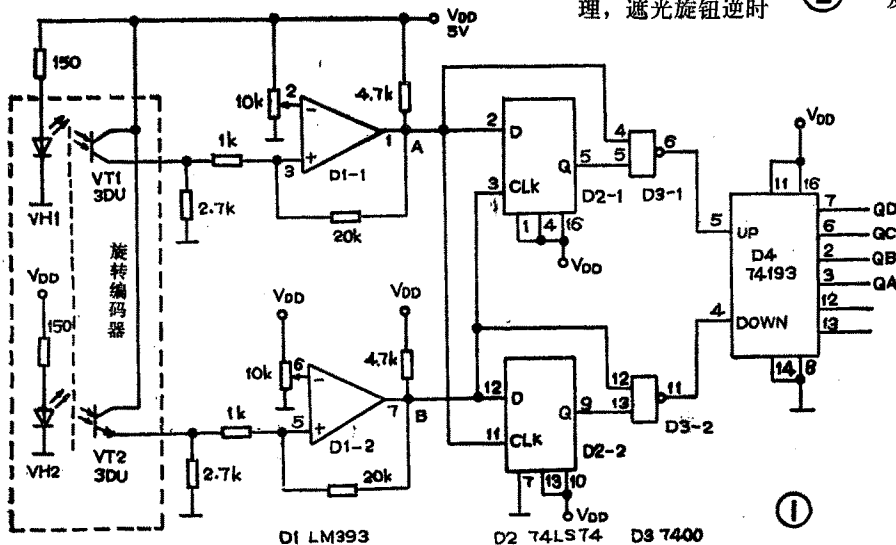 理，遮光旋钮逆时
②
VDD
5V
150
10k
2
4.7k
1k
3
D1-1
1
A
20k
2.7k
VT1
3DU
VH1
旋转编码器
VDD
150
VT2
3DU
VH2
2
D
3
CLK
Q
5
1
4
16
VDD
D2-1
4
5
6
D3-1
VDD
11
16
5
UP
D4
74193
4
DOWN
7
QD
6
QC
2
QB
3
QA
12
13
14
8
VDD
10k
6
VDD
4.7k
1k
5
7
B
D1-2
20k
2.7k
12
D
11
CLK
Q
9
D2-2
7
13
10
VDD
12
13
11
D3-2
D1 LM393
D2 74LS74
D3 7400
①